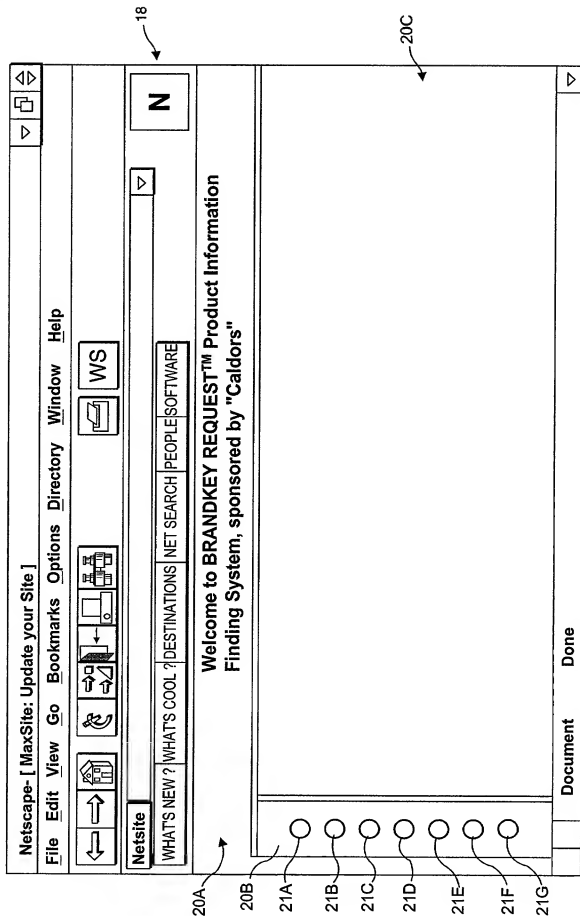 Netscape- [ MaxSite: Update your Site ]
File Edit View Go Bookmarks Options Directory Window Help
WS
Netsite
N
18
WHAT'S NEW ? WHAT'S COOL ? DESTINATIONS NET SEARCH PEOPLE SOFTWARE
20A
Welcome to BRANDKEY REQUEST™ Product Information
Finding System, sponsored by "Caldors"
20B
20C
21A
21B
21C
21D
21E
21F
21G
Document Done